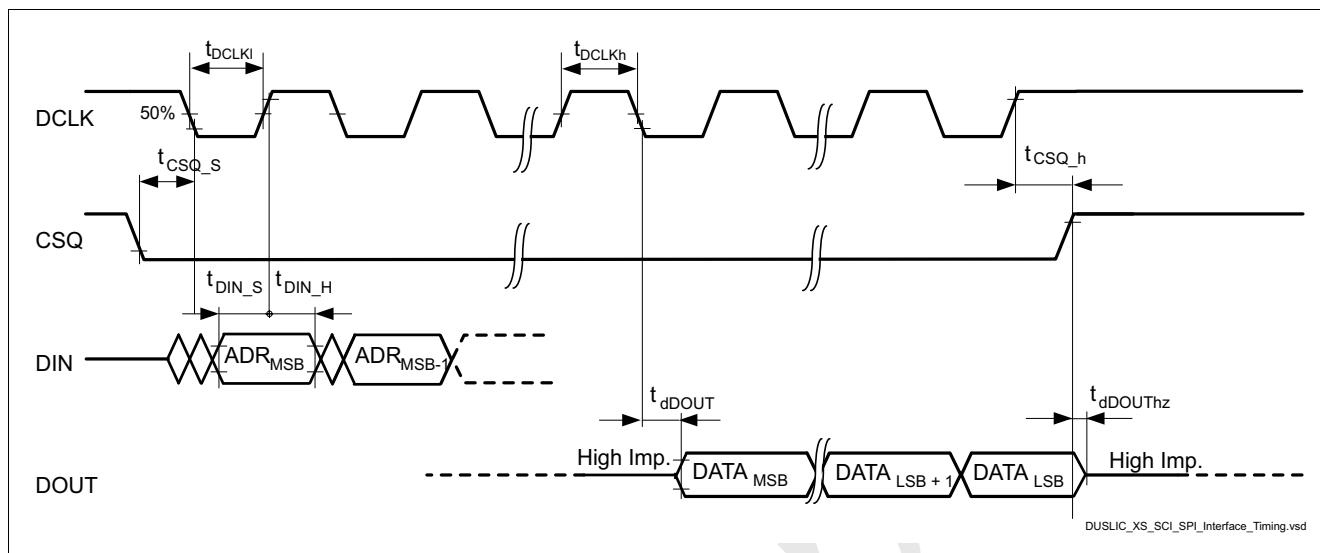 tDCLKl
tDCLKh
DCLK
50%
tCSQ_S
tCSQ_h
CSQ
tDIN_S
tDIN_H
DIN
ADRMSB
ADRMSB-1
tdDOUT
tdDOUThz
DOUT
High Imp.
DATA MSB
DATA LSB + 1
DATA LSB
High Imp.
DUSLIC_XS_SCI_SPI_Interface_Timing.vsd